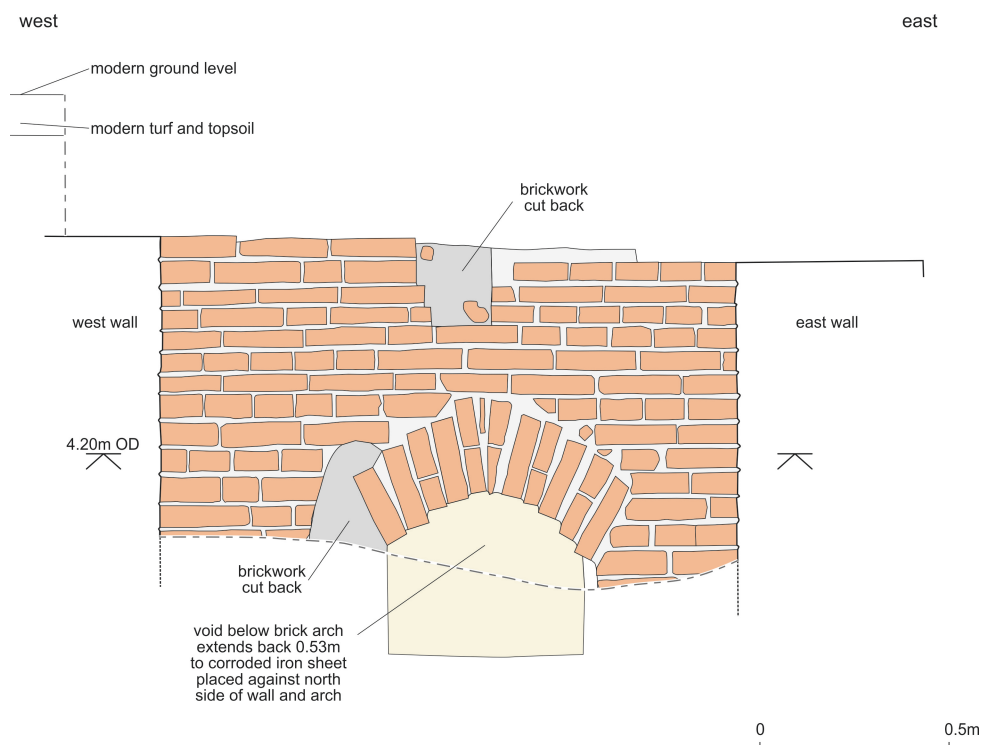 west
east
modern ground level
modern turf and topsoil
brickwork
cut back
west wall
east wall
4.20m OD
brickwork
cut back
void below brick arch
extends back 0.53m
to corroded iron sheet
placed against north
side of wall and arch
0
0.5m